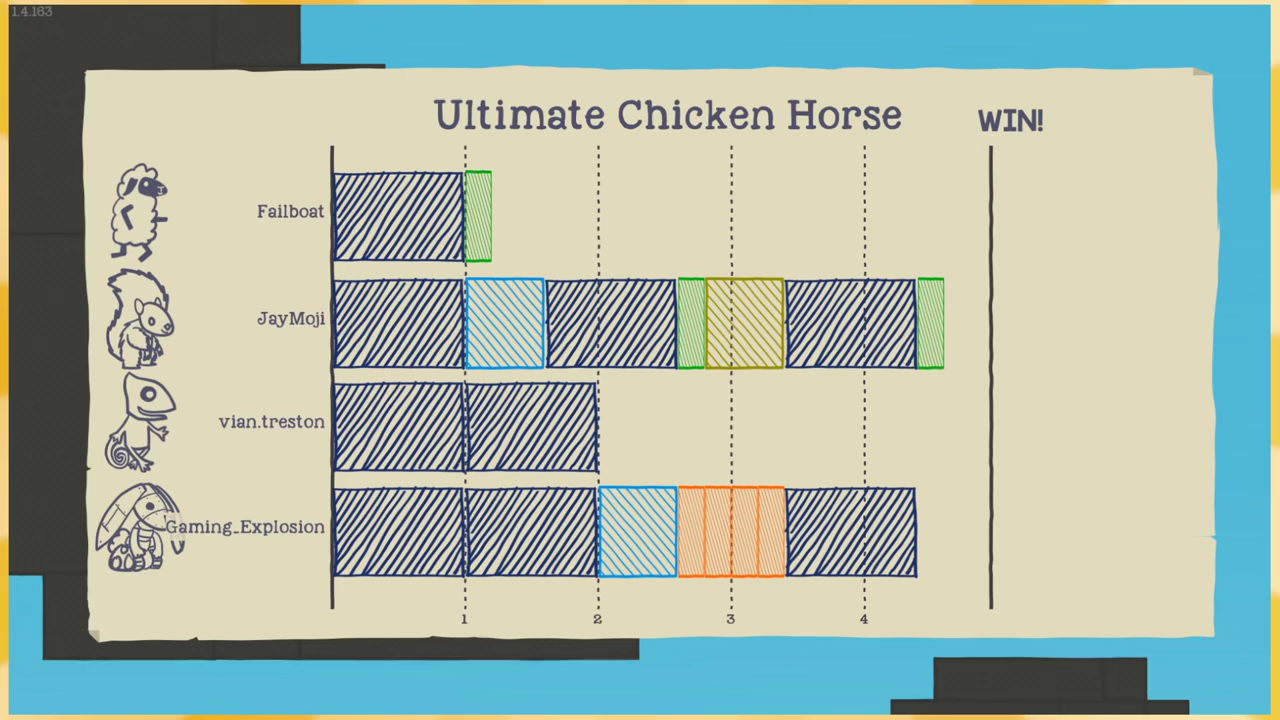 1.4.163
Ultimate Chicken Horse
WIN!
Failboat
JayMoji
vian.treston
Gaming_Explosion
1 2 3 4